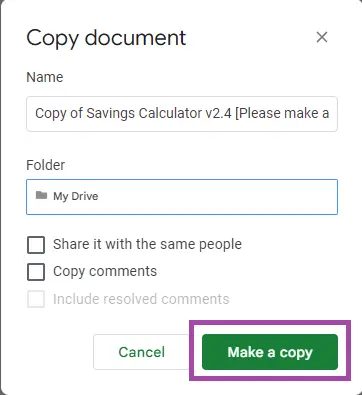 Copy document
Name
Copy of Savings Calculator v2.4 [Please make a
Folder
My Drive
Share it with the same people
Copy comments
Include resolved comments
Cancel
Make a copy